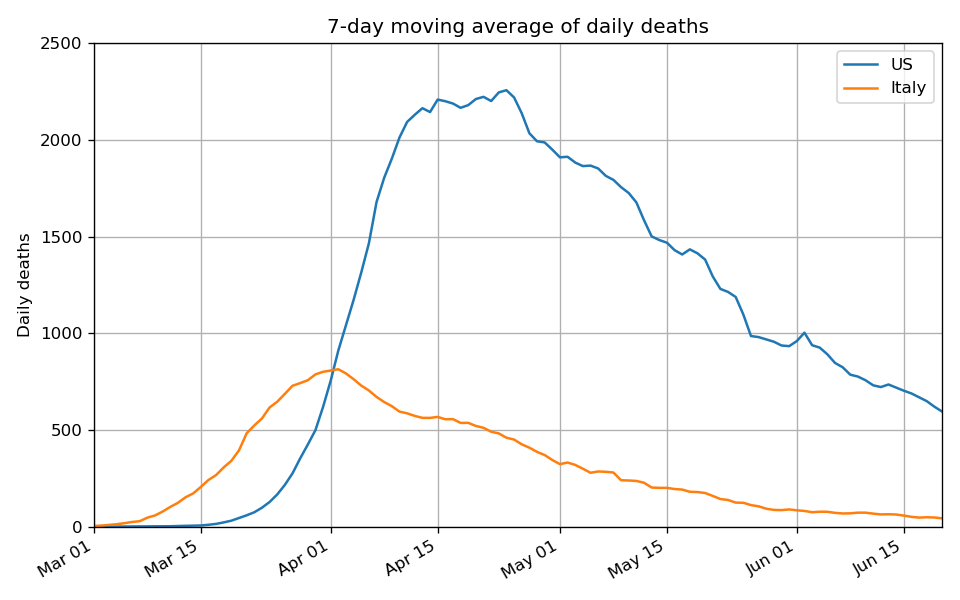 7-day moving average of daily deaths
US
Italy
Daily deaths
2500
2000
1500
1000
500
0
Mar 01
Mar 15
Apr 01
Apr 15
May 01
May 15
Jun 01
Jun 15